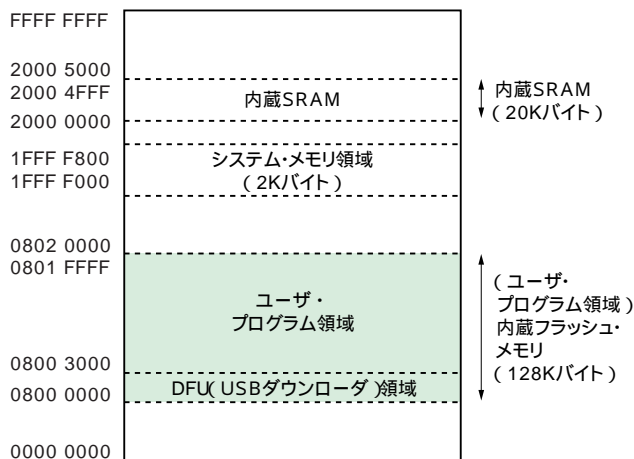 FFFF FFFF
2000 5000
2000 4FFF
2000 0000
内蔵SRAM
内蔵SRAM
(20Kバイト)
1FFF F800
1FFF F000
システム・メモリ領域
(2Kバイト)
0802 0000
0801 FFFF
ユーザ・
プログラム領域
(ユーザ・
プログラム領域)
内蔵フラッシュ・
メモリ
(128Kバイト)
0800 3000
0800 0000
DFU(USBダウンローダ)領域
0000 0000